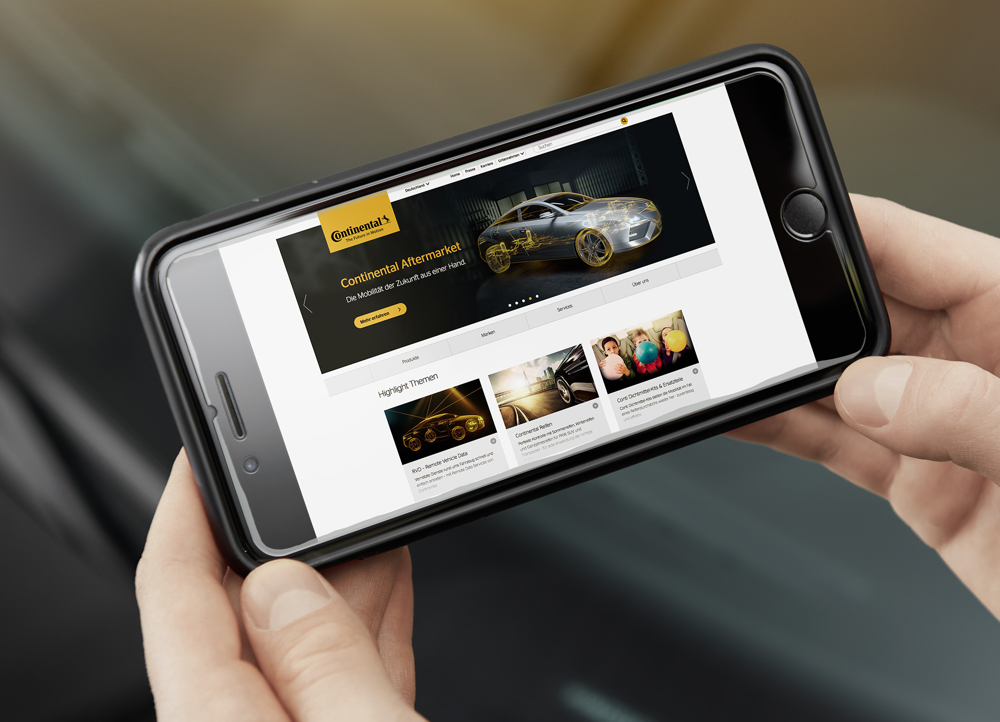 Suchen
Deutschland
Home
Presse
Karriere
Unternehmen
Continental
The Future in Motion
Continental Aftermarket
Die Mobilität der Zukunft aus einer Hand.
Mehr erfahren
Produkte
Marken
Services
Über uns
Highlight Themen
RVD – Remote Vehicle Data
Vernetzte Dienste rund ums Fahrzeug schnell und
einfach anbieten – mit Remote Data Services von
Continental.
Continental Reifen
Perfekte Kontrolle mit Sommerreifen, Winterreifen
und Ganzjahresreifen für PKW, SUV und
Transporter - für jede Anwendung der richtige
Conti Dichtmittel-Kits & Ersatzteile
Conti Dichtmittel-Kits stellen die Mobilität im Fall
eines Reifendurchstichs wieder her - zuverlässig
und effektiv.